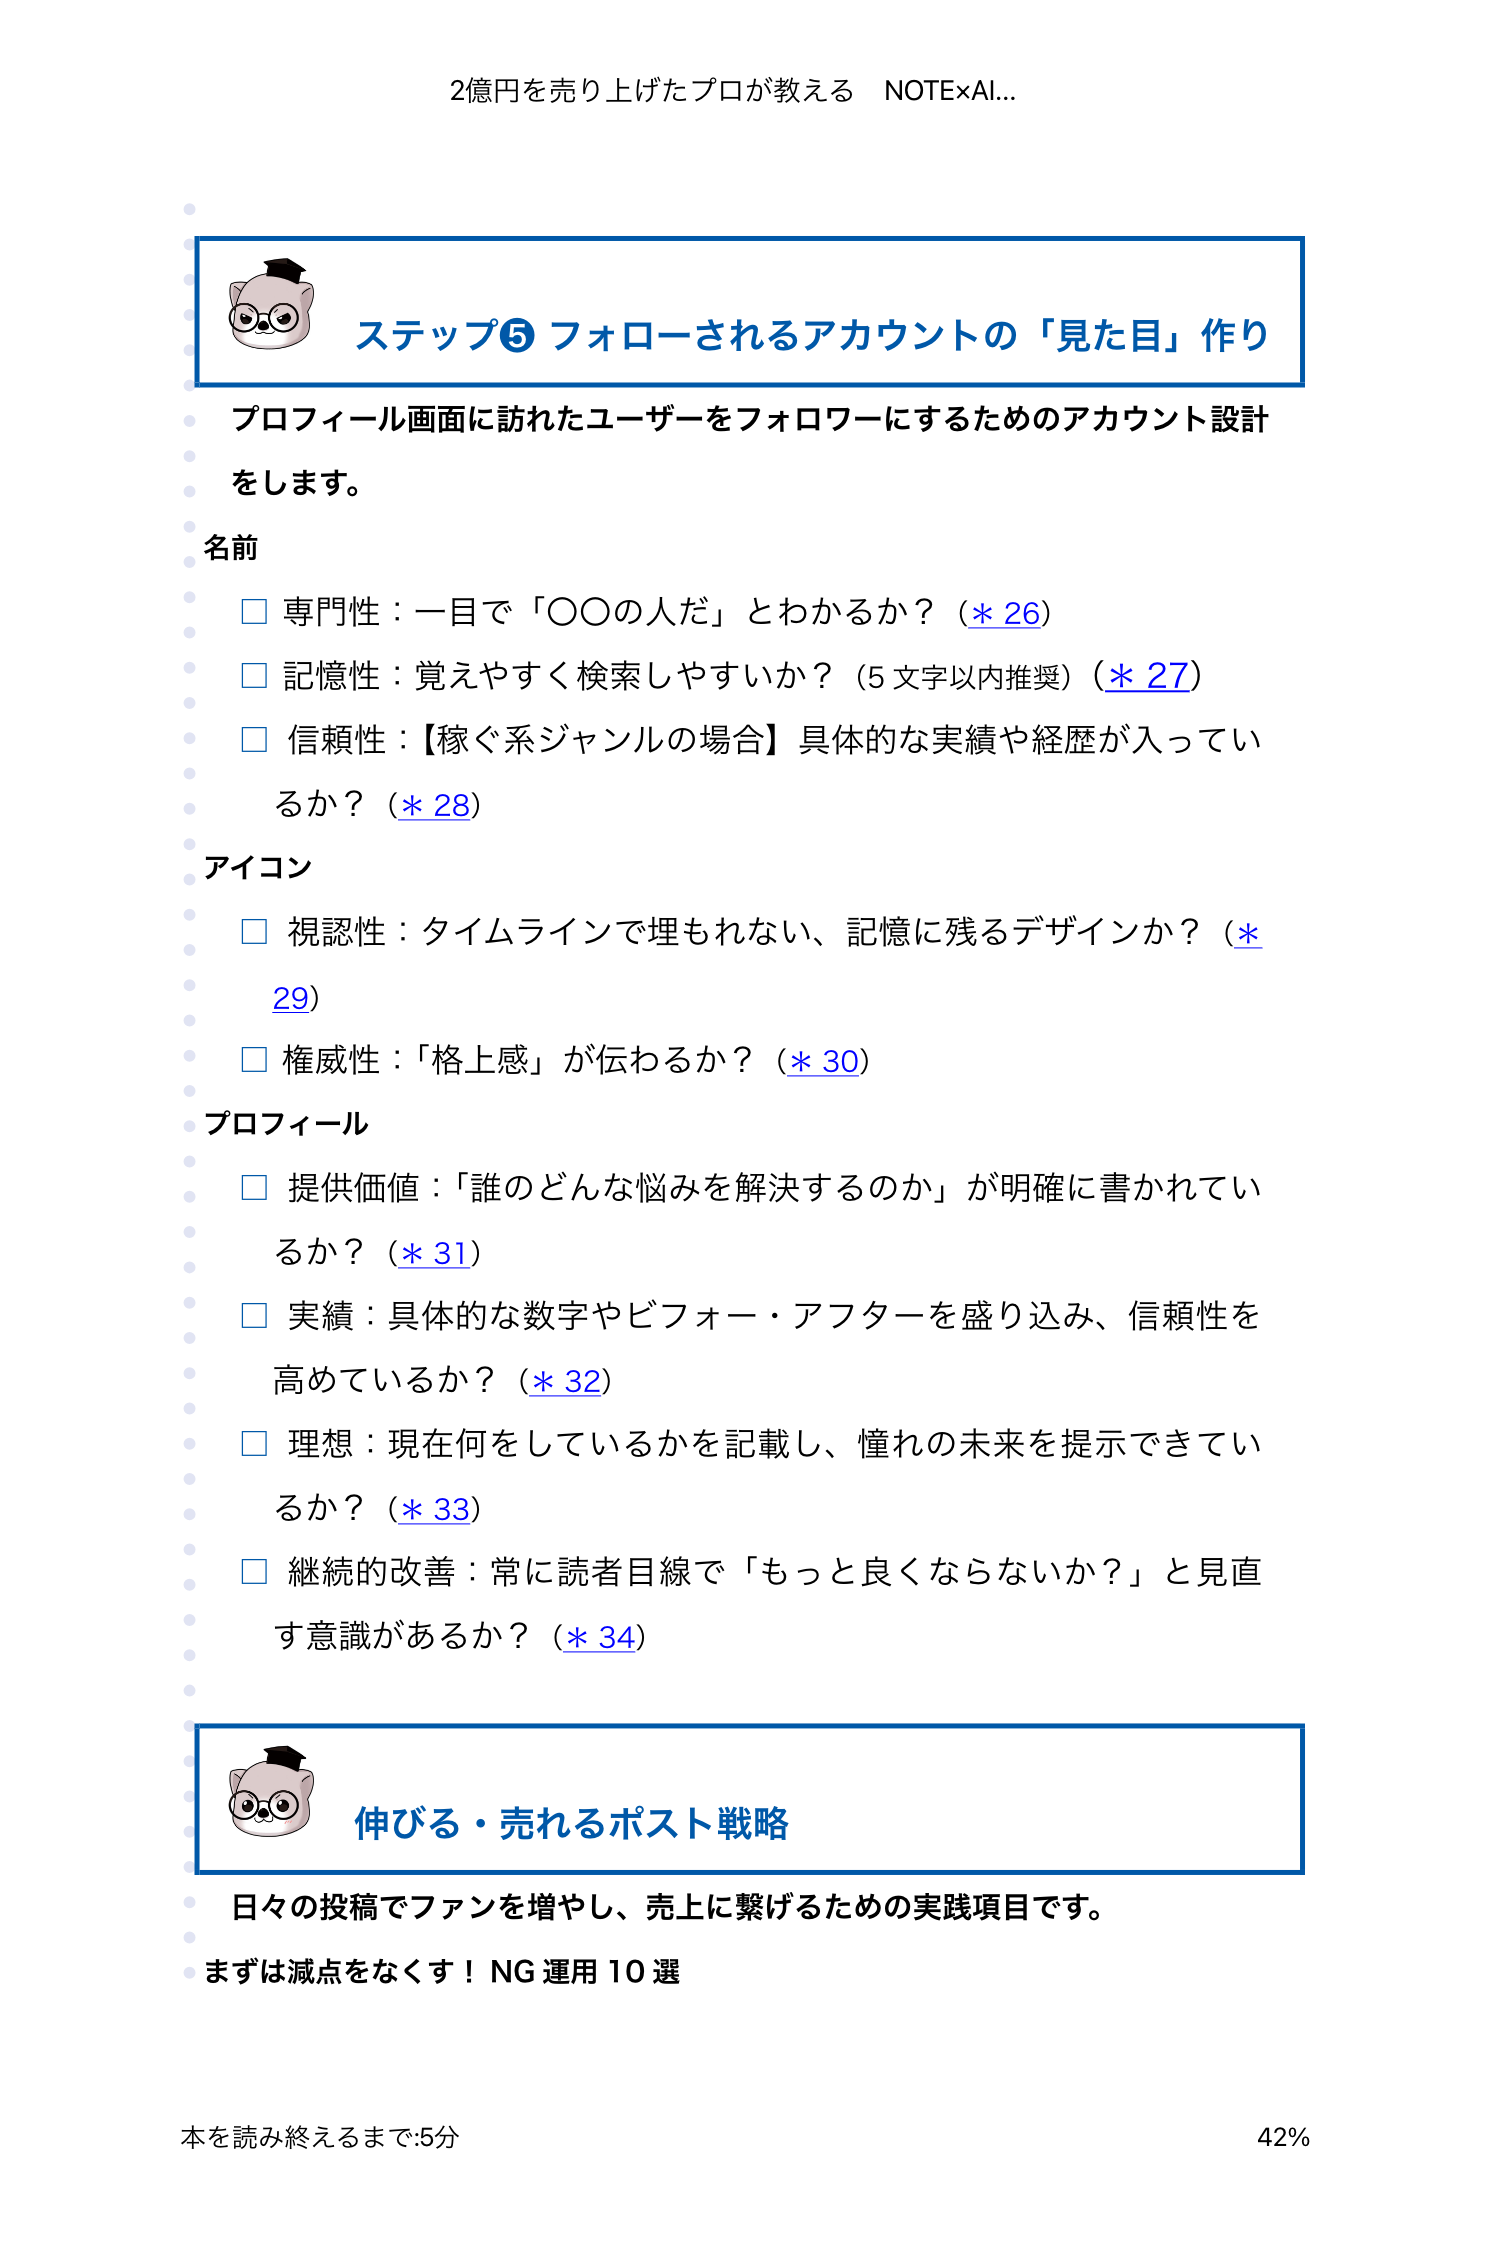 2億円を売り上げたプロが教える　NOTE×AI...
ステップ❺ フォローされるアカウントの「見た目」作り
プロフィール画面に訪れたユーザーをフォロワーにするためのアカウント設計
をします。
名前
□ 専門性：一目で「〇〇の人だ」とわかるか？（＊ 26）
□ 記憶性：覚えやすく検索しやすいか？（5 文字以内推奨）（＊ 27）
□ 信頼性：【稼ぐ系ジャンルの場合】具体的な実績や経歴が入ってい
るか？（＊ 28）
アイコン
□ 視認性：タイムラインで埋もれない、記憶に残るデザインか？（＊
29）
□ 権威性：「格上感」が伝わるか？（＊ 30）
プロフィール
□ 提供価値：「誰のどんな悩みを解決するのか」が明確に書かれてい
るか？（＊ 31）
□ 実績：具体的な数字やビフォー・アフターを盛り込み、信頼性を
高めているか？（＊ 32）
□ 理想：現在何をしているかを記載し、憧れの未来を提示できてい
るか？（＊ 33）
□ 継続的改善：常に読者目線で「もっと良くならないか？」と見直
す意識があるか？（＊ 34）
伸びる・売れるポスト戦略
日々の投稿でファンを増やし、売上に繋げるための実践項目です。
まずは減点をなくす！ NG 運用 10 選
本を読み終えるまで:5分
42%